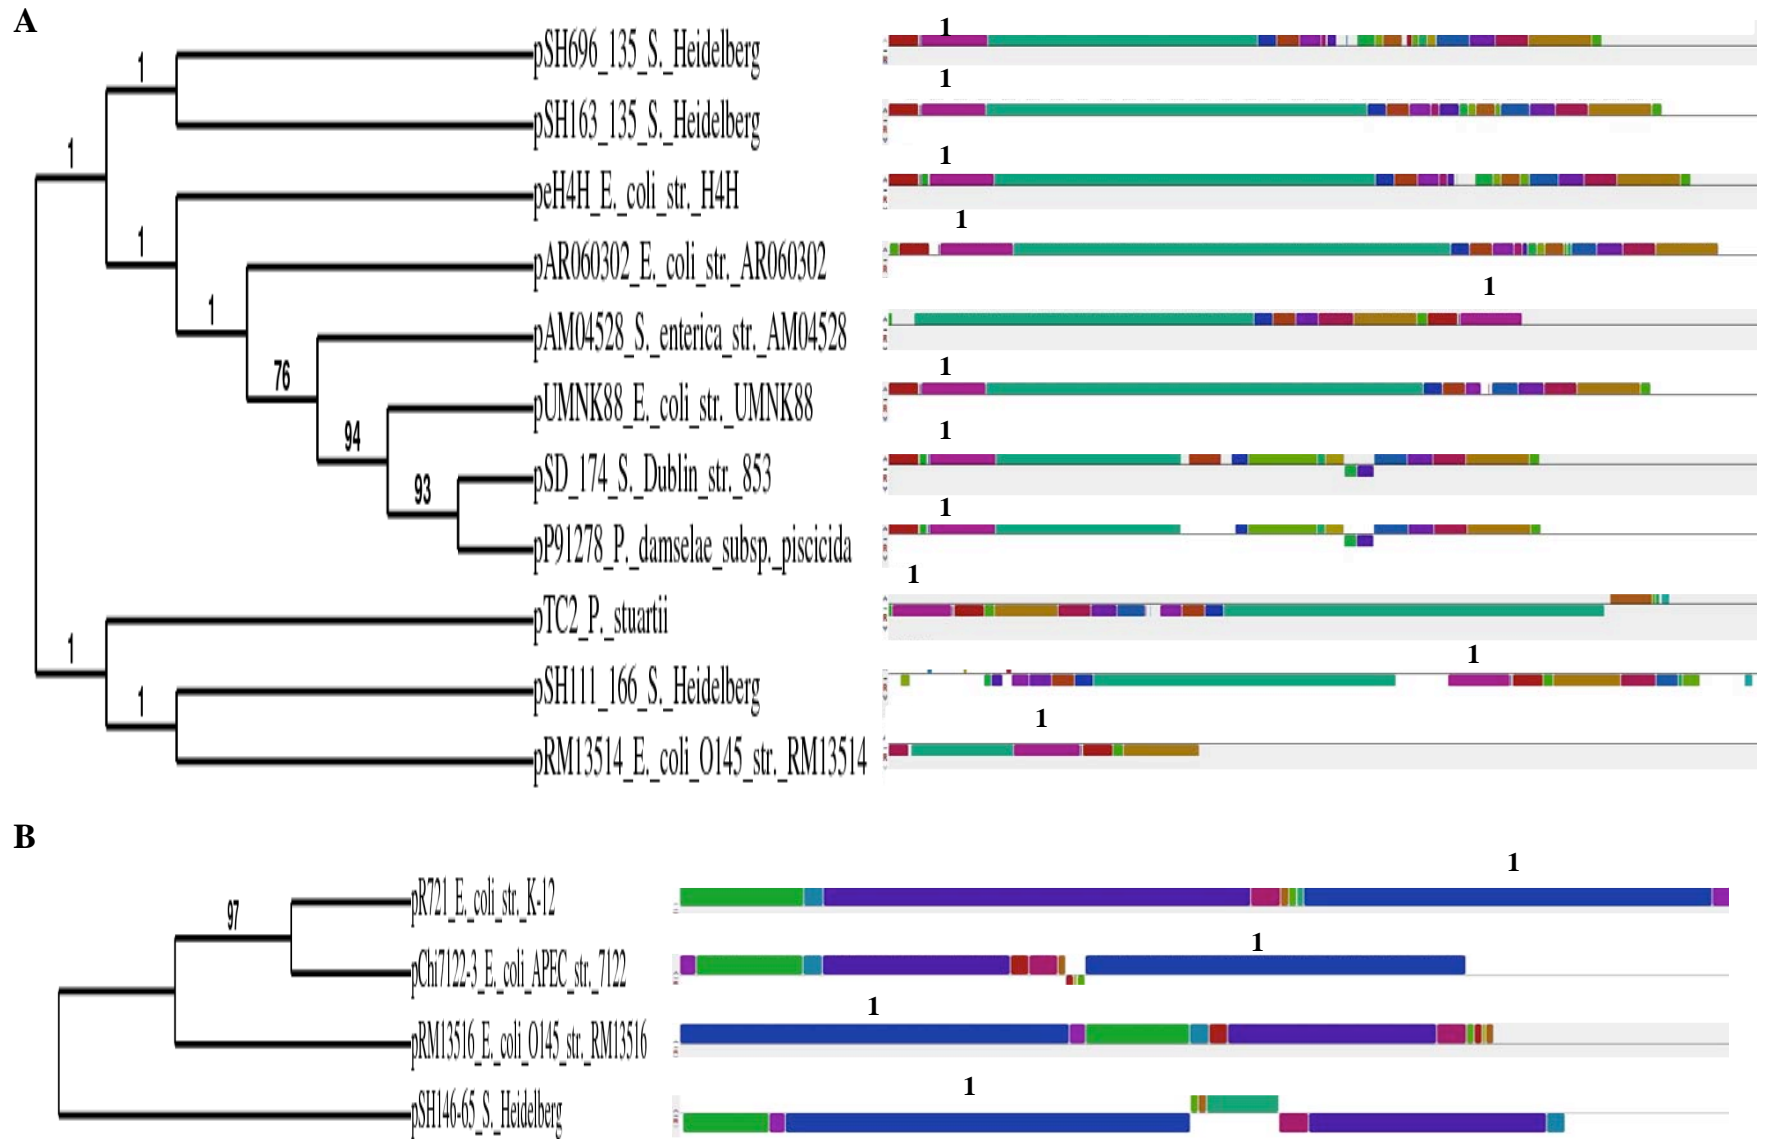 A
1
1
pSH696_135_S._Heidelberg
1
1
pSH163_135_S._Heidelberg
1
1
peH4H_E._coli_str._H4H
1
1
pAR060302_E._coli_str._AR060302
1
1
pAM04528_S._enterica_str._AM04528
76
1
pUMNK88_E._coli_str._UMNK88
94
1
pSD_174_S._Dublin_str._853
93
1
pP91278_P._damselae_subsp._piscicida
1
pTC2_P._stuartii
1
1
pSH111_166_S._Heidelberg
1
1
pRM13514_E._coli_O145_str._RM13514
B
1
pR721_E._coli_str._K-12
97
1
pChi7122-3_E._coli_APEC_str._7122
1
pRM13516_E._coli_O145_str._RM13516
1
pSH146-65_S._Heidelberg